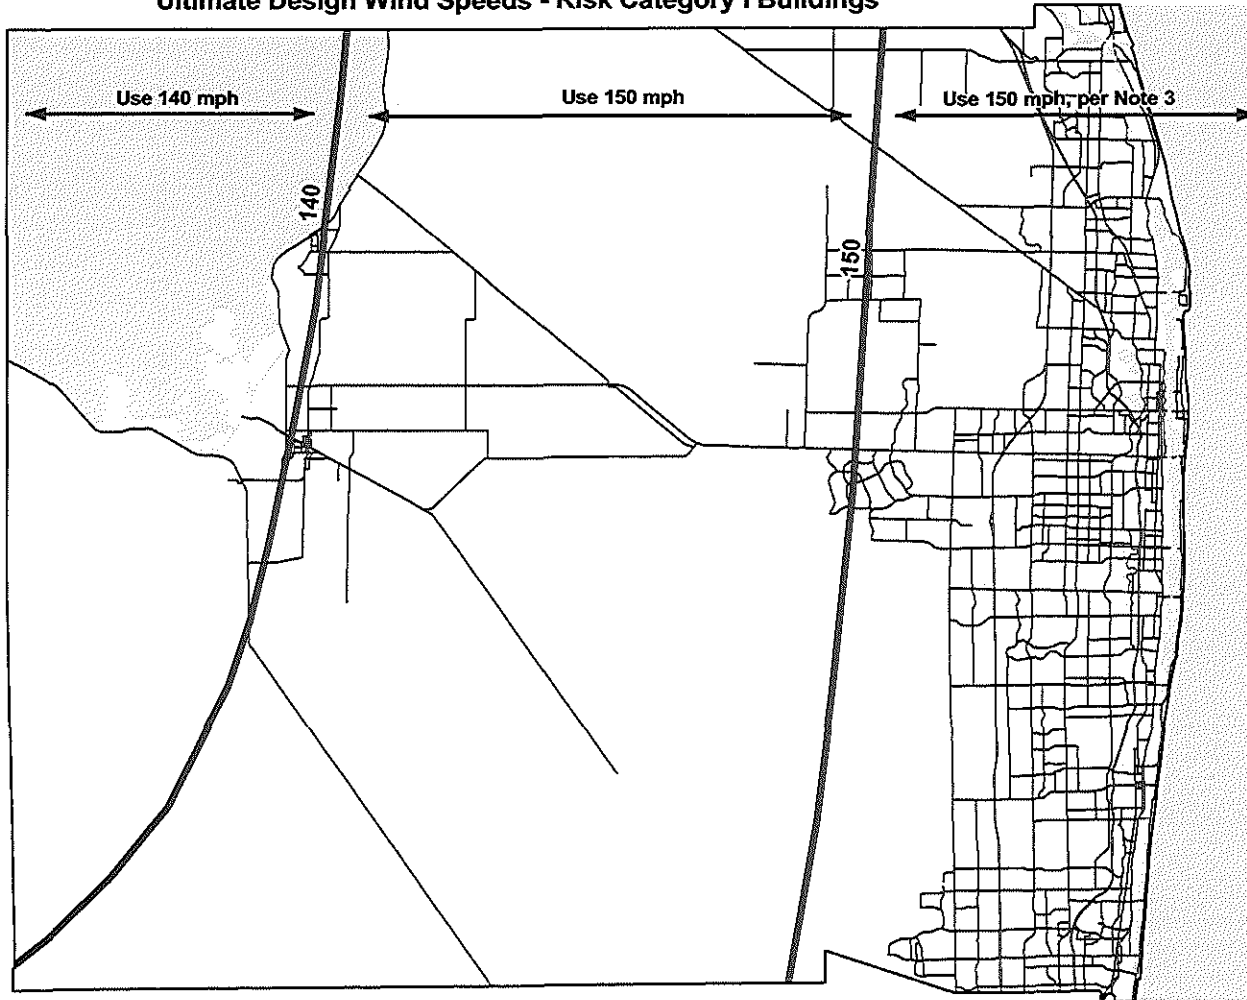 Ultimate Design Wind Speeds - Risk Category I Buildings
Use 140 mph
Use 150 mph
Use 150 mph, per Note 3
140
150